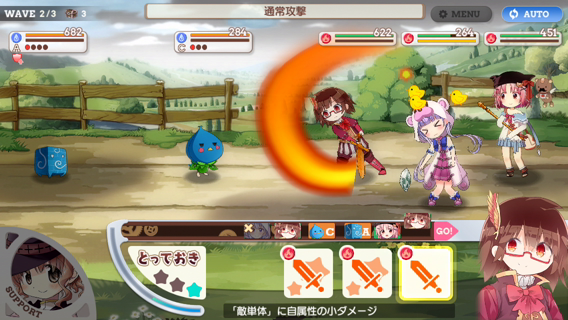 WAVE 2/3 3
通常攻撃
MENU
AUTO
682
A
284
C
622
264
451
C
A
GO!
とっておき
SUPPORT
「敵単体」に自属性の小ダメージ